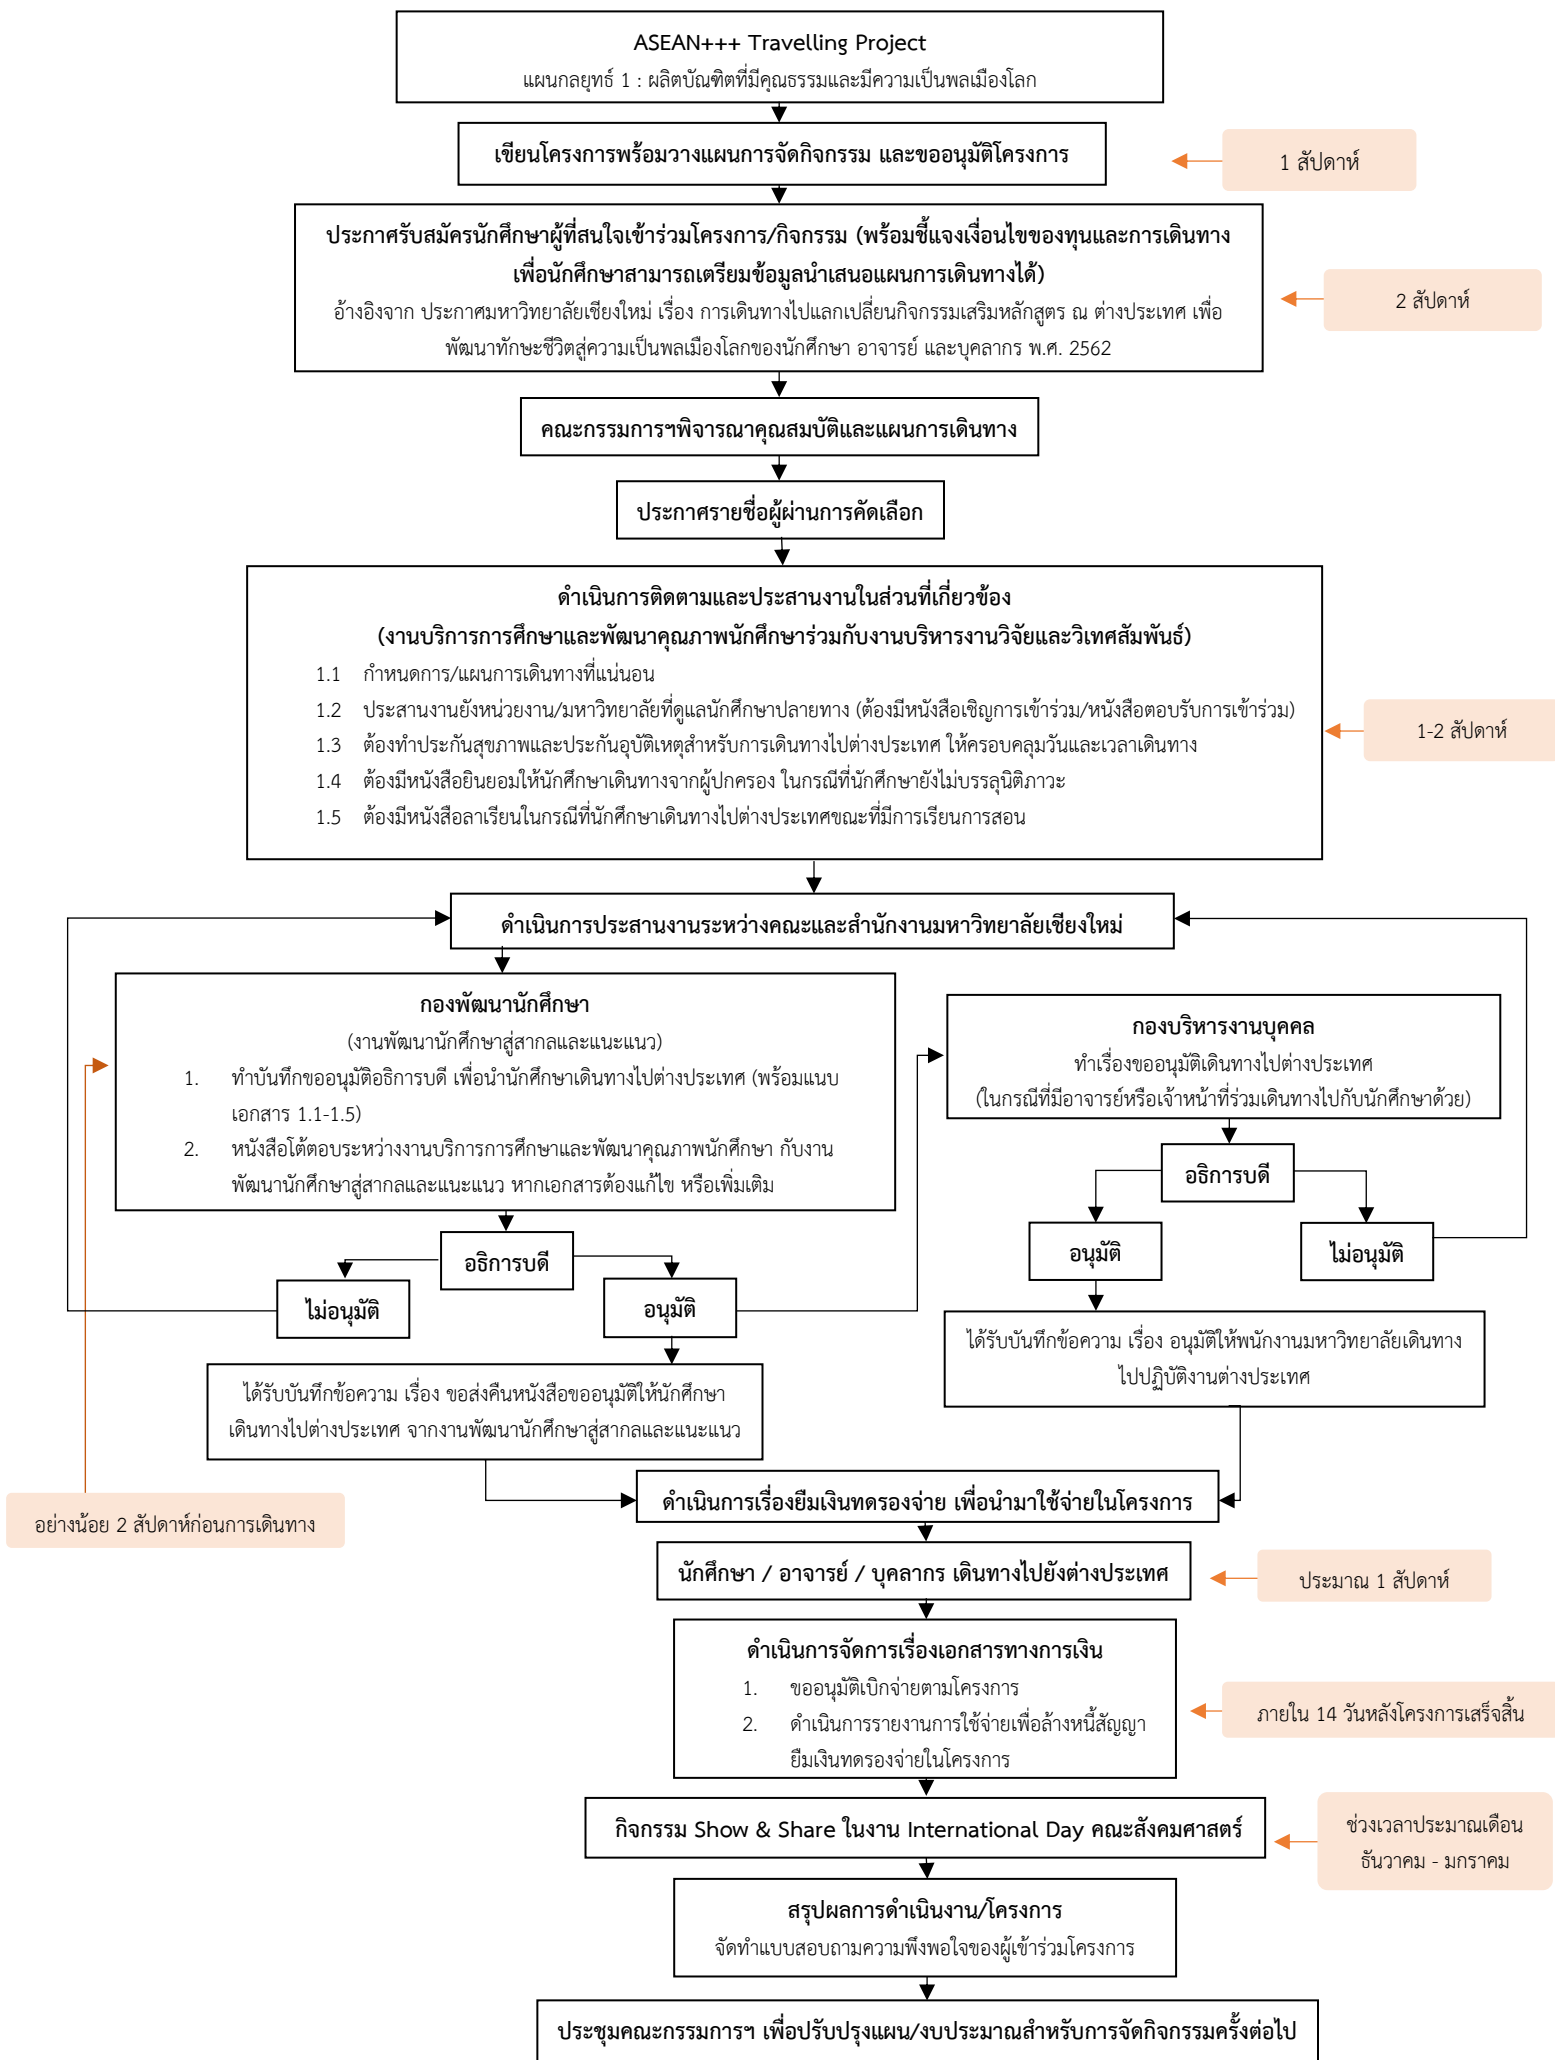 ASEAN+++ Travelling Project
แผนกลยุทธ์ 1 : ผลิตบัณฑิตที่มีคุณธรรมและมีความเป็นพลเมืองโลก
เขียนโครงการพร้อมวางแผนการจัดกิจกรรม และขออนุมัติโครงการ
1 สัปดาห์
ประกาศรับสมัครนักศึกษาผู้ที่สนใจเข้าร่วมโครงการ/กิจกรรม (พร้อมชี้แจงเงื่อนไขของทุนและการเดินทาง
เพื่อนักศึกษาสามารถเตรียมข้อมูลนำเสนอแผนการเดินทางได้)
อ้างอิงจาก ประกาศมหาวิทยาลัยเชียงใหม่ เรื่อง การเดินทางไปแลกเปลี่ยนกิจกรรมเสริมหลักสูตร ณ ต่างประเทศ เพื่อ
พัฒนาทักษะชีวิตสู่ความเป็นพลเมืองโลกของนักศึกษา อาจารย์ และบุคลากร พ.ศ. 2562
2 สัปดาห์
คณะกรรมการฯพิจารณาคุณสมบัติและแผนการเดินทาง
ประกาศรายชื่อผู้ผ่านการคัดเลือก
ดำเนินการติดตามและประสานงานในส่วนที่เกี่ยวข้อง
(งานบริการการศึกษาและพัฒนาคุณภาพนักศึกษาร่วมกับงานบริหารงานวิจัยและวิเทศสัมพันธ์)
1.1 กำหนดการ/แผนการเดินทางที่แน่นอน
1.2 ประสานงานยังหน่วยงาน/มหาวิทยาลัยที่ดูแลนักศึกษาปลายทาง (ต้องมีหนังสือเชิญการเข้าร่วม/หนังสือตอบรับการเข้าร่วม)
1.3 ต้องทำประกันสุขภาพและประกันอุบัติเหตุสำหรับการเดินทางไปต่างประเทศ ให้ครอบคลุมวันและเวลาเดินทาง
1.4 ต้องมีหนังสือยินยอมให้นักศึกษาเดินทางจากผู้ปกครอง ในกรณีที่นักศึกษายังไม่บรรลุนิติภาวะ
1.5 ต้องมีหนังสือลาเรียนในกรณีที่นักศึกษาเดินทางไปต่างประเทศขณะที่มีการเรียนการสอน
1-2 สัปดาห์
ดำเนินการประสานงานระหว่างคณะและสำนักงานมหาวิทยาลัยเชียงใหม่
กองพัฒนานักศึกษา
(งานพัฒนานักศึกษาสู่สากลและแนะแนว)
1. ทำบันทึกขออนุมัติอธิการบดี เพื่อนำนักศึกษาเดินทางไปต่างประเทศ (พร้อมแนบ
เอกสาร 1.1-1.5)
2. หนังสือโต้ตอบระหว่างงานบริการการศึกษาและพัฒนาคุณภาพนักศึกษา กับงาน
พัฒนานักศึกษาสู่สากลและแนะแนว หากเอกสารต้องแก้ไข หรือเพิ่มเติม
กองบริหารงานบุคคล
ทำเรื่องขออนุมัติเดินทางไปต่างประเทศ
(ในกรณีที่มีอาจารย์หรือเจ้าหน้าที่ร่วมเดินทางไปกับนักศึกษาด้วย)
อธิการบดี
อนุมัติ
ไม่อนุมัติ
อธิการบดี
ไม่อนุมัติ
อนุมัติ
ได้รับบันทึกข้อความ เรื่อง อนุมัติให้พนักงานมหาวิทยาลัยเดินทาง
ไปปฏิบัติงานต่างประเทศ
ได้รับบันทึกข้อความ เรื่อง ขอส่งคืนหนังสือขออนุมัติให้นักศึกษา
เดินทางไปต่างประเทศ จากงานพัฒนานักศึกษาสู่สากลและแนะแนว
ดำเนินการเรื่องยืมเงินทดรองจ่าย เพื่อนำมาใช้จ่ายในโครงการ
อย่างน้อย 2 สัปดาห์ก่อนการเดินทาง
นักศึกษา / อาจารย์ / บุคลากร เดินทางไปยังต่างประเทศ
ประมาณ 1 สัปดาห์
ดำเนินการจัดการเรื่องเอกสารทางการเงิน
1. ขออนุมัติเบิกจ่ายตามโครงการ
2. ดำเนินการรายงานการใช้จ่ายเพื่อล้างหนี้สัญญา
ยืมเงินทดรองจ่ายในโครงการ
ภายใน 14 วันหลังโครงการเสร็จสิ้น
กิจกรรม Show & Share ในงาน International Day คณะสังคมศาสตร์
ช่วงเวลาประมาณเดือน
ธันวาคม - มกราคม
สรุปผลการดำเนินงาน/โครงการ
จัดทำแบบสอบถามความพึงพอใจของผู้เข้าร่วมโครงการ
ประชุมคณะกรรมการฯ เพื่อปรับปรุงแผน/งบประมาณสำหรับการจัดกิจกรรมครั้งต่อไป